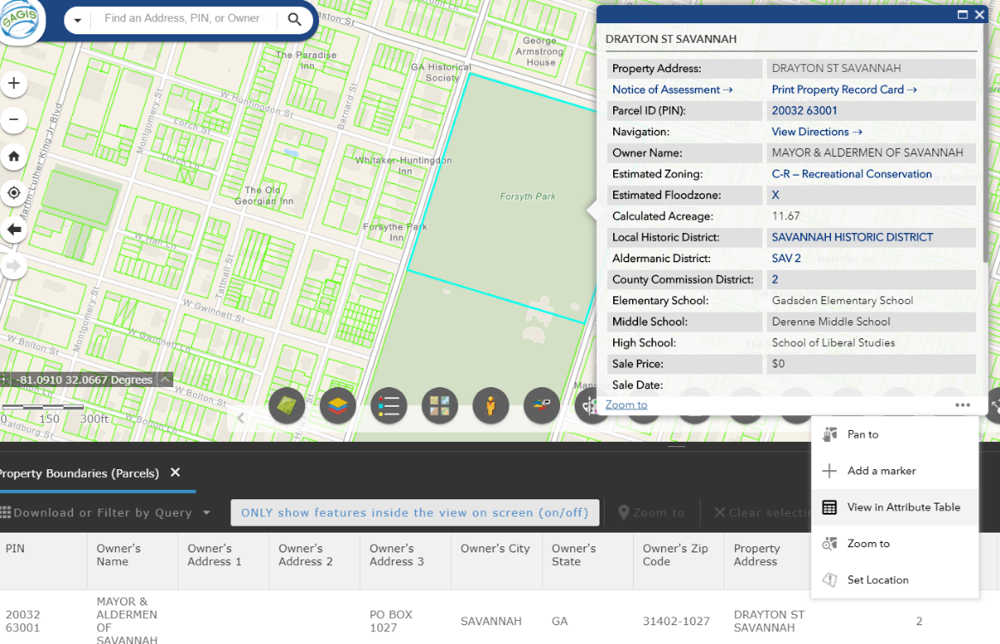 SAGIS
Find an Address, PIN, or Owner
DRAYTON ST SAVANNAH
Property Address: DRAYTON ST SAVANNAH
Notice of Assessment ⇢ Print Property Record Card ⇢
Parcel ID (PIN): 20032 63001
Navigation: View Directions ⇢
Owner Name: MAYOR & ALDERMEN OF SAVANNAH
Estimated Zoning: C-R – Recreational Conservation
Estimated Floodzone: X
Calculated Acreage: 11.67
Local Historic District: SAVANNAH HISTORIC DISTRICT
Aldermanic District: SAV 2
County Commission District: 2
Elementary School: Gadsden Elementary School
Middle School: Derenne Middle School
High School: School of Liberal Studies
Sale Price: $0
Sale Date:
Zoom to
Pan to
Add a marker
View in Attribute Table
Zoom to
Set Location
George
Armstrong
House
The Paradise
Inn
GA Historical
Society
W Huntingdon St
Barnard St
Montgomery St
Martin Luther King Jr Blvd
Lorch St
Lorch Ln
Whitaker Huntingdon
Inn
The Old
Georgian Inn
Forsyth Park
Forsythe Park
Inn
W Hall Ln
Tattnall St
W Gwinnett St
Montgomery St
W Gwinnett Ln
W Bolton St
W Bolton St
W Bolton Ln
-81.0910 32.0667 Degrees
0 150 300ft
Property Boundaries (Parcels)
Download or Filter by Query
ONLY show features inside the view on screen (on/off)
Zoom to
Clear selectio
PIN
Owner's
Name
Owner's
Address 1
Owner's
Address 2
Owner's
Address 3
Owner's City
Owner's
State
Owner's Zip
Code
Property
Address
20032
63001
MAYOR &
ALDERMEN
OF
SAVANNAH
PO BOX
1027
SAVANNAH
GA
31402-1027
DRAYTON ST
SAVANNAH
2